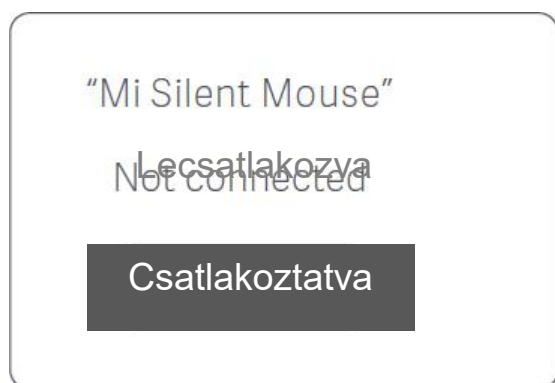 “Mi Silent Mouse”
Lecsatlakozva
Not connected
Csatlakoztatva